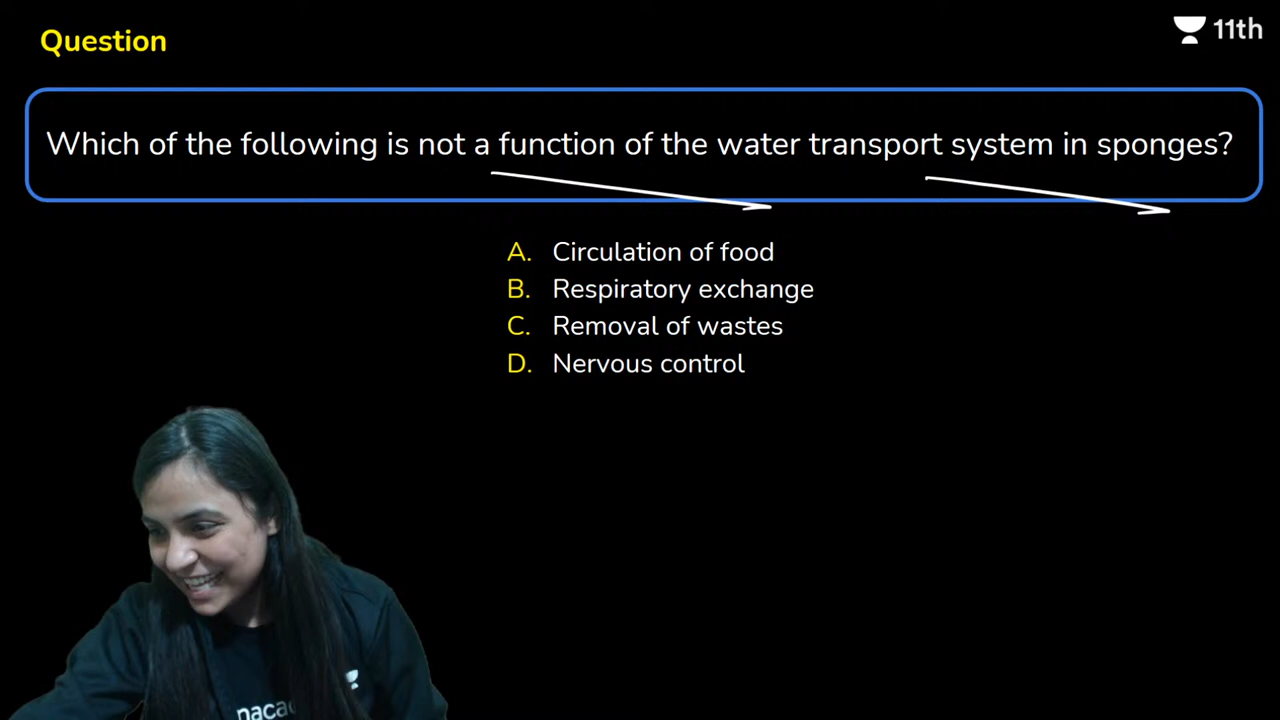 Question
11th
Which of the following is not a function of the water transport system in sponges?
A. Circulation of food
B. Respiratory exchange
C. Removal of wastes
D. Nervous control